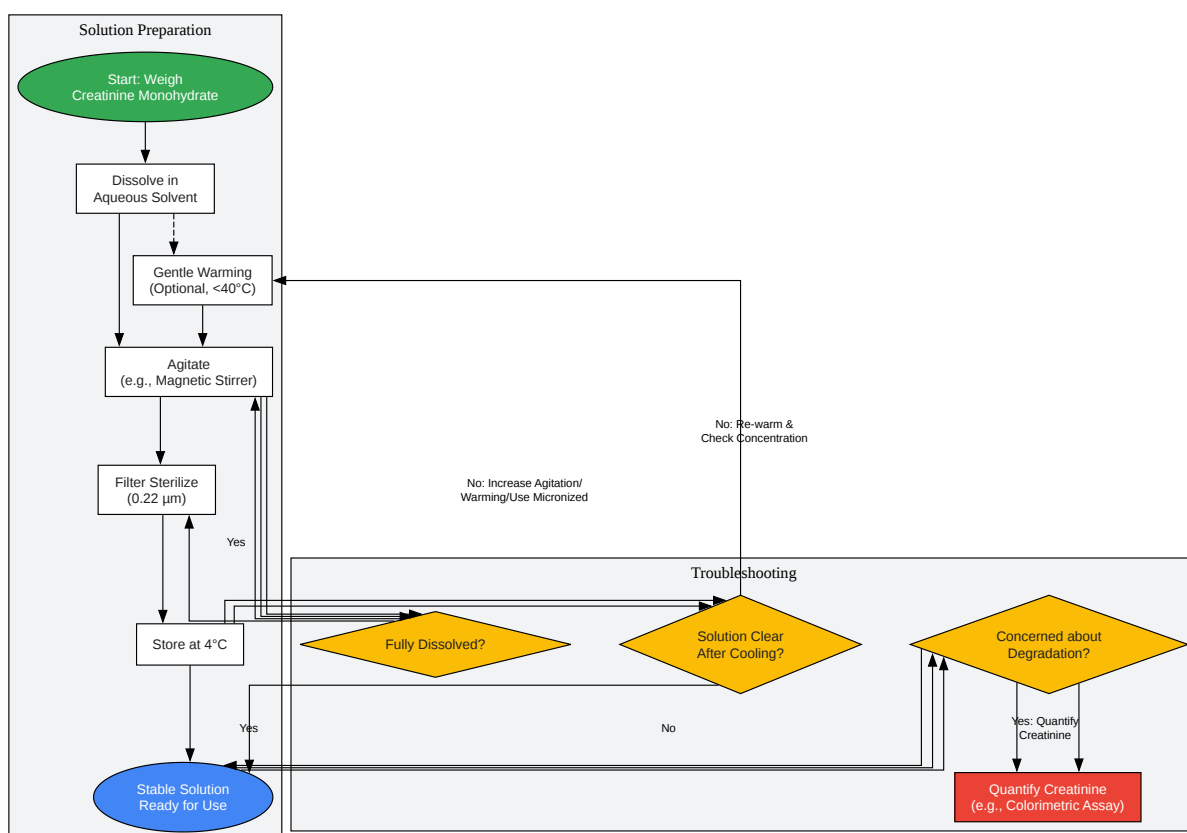 Solution Preparation
Start: Weigh
Creatinine Monohydrate
Dissolve in
Aqueous Solvent
Gentle Warming
(Optional, <40°C)
Agitate
(e.g., Magnetic Stirrer)
No: Re-warm &
Check Concentration
Filter Sterilize
(0.22 µm)
No: Increase Agitation/
Warming/Use Micronized
Yes
Troubleshooting
Store at 4°C
Fully Dissolved?
Solution Clear
After Cooling?
Concerned about
Degradation?
Yes
No
Yes: Quantify
Creatinine
Stable Solution
Ready for Use
Quantify Creatinine
(e.g., Colorimetric Assay)